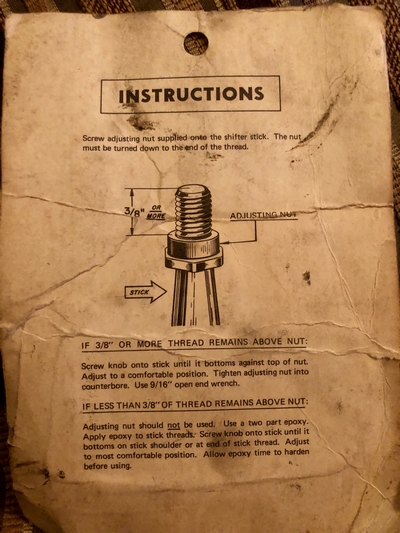 INSTRUCTIONS
Screw adjusting nut supplied onto the shifter stick. The nut
must be turned down to the end of the thread.
3/8" OR MORE
ADJUSTING NUT
STICK
IF 3/8" OR MORE THREAD REMAINS ABOVE NUT:
Screw knob onto stick until it bottoms against top of nut.
Adjust to a comfortable position. Tighten adjusting nut into
counterbore. Use 9/16" open end wrench.
IF LESS THAN 3/8" OF THREAD REMAINS ABOVE NUT:
Adjusting nut should not be used. Use a two part epoxy.
Apply epoxy to stick threads. Screw knob onto stick until it
bottoms on stick shoulder or at end of stick thread. Adjust
to most comfortable position. Allow epoxy time to harden
before using.